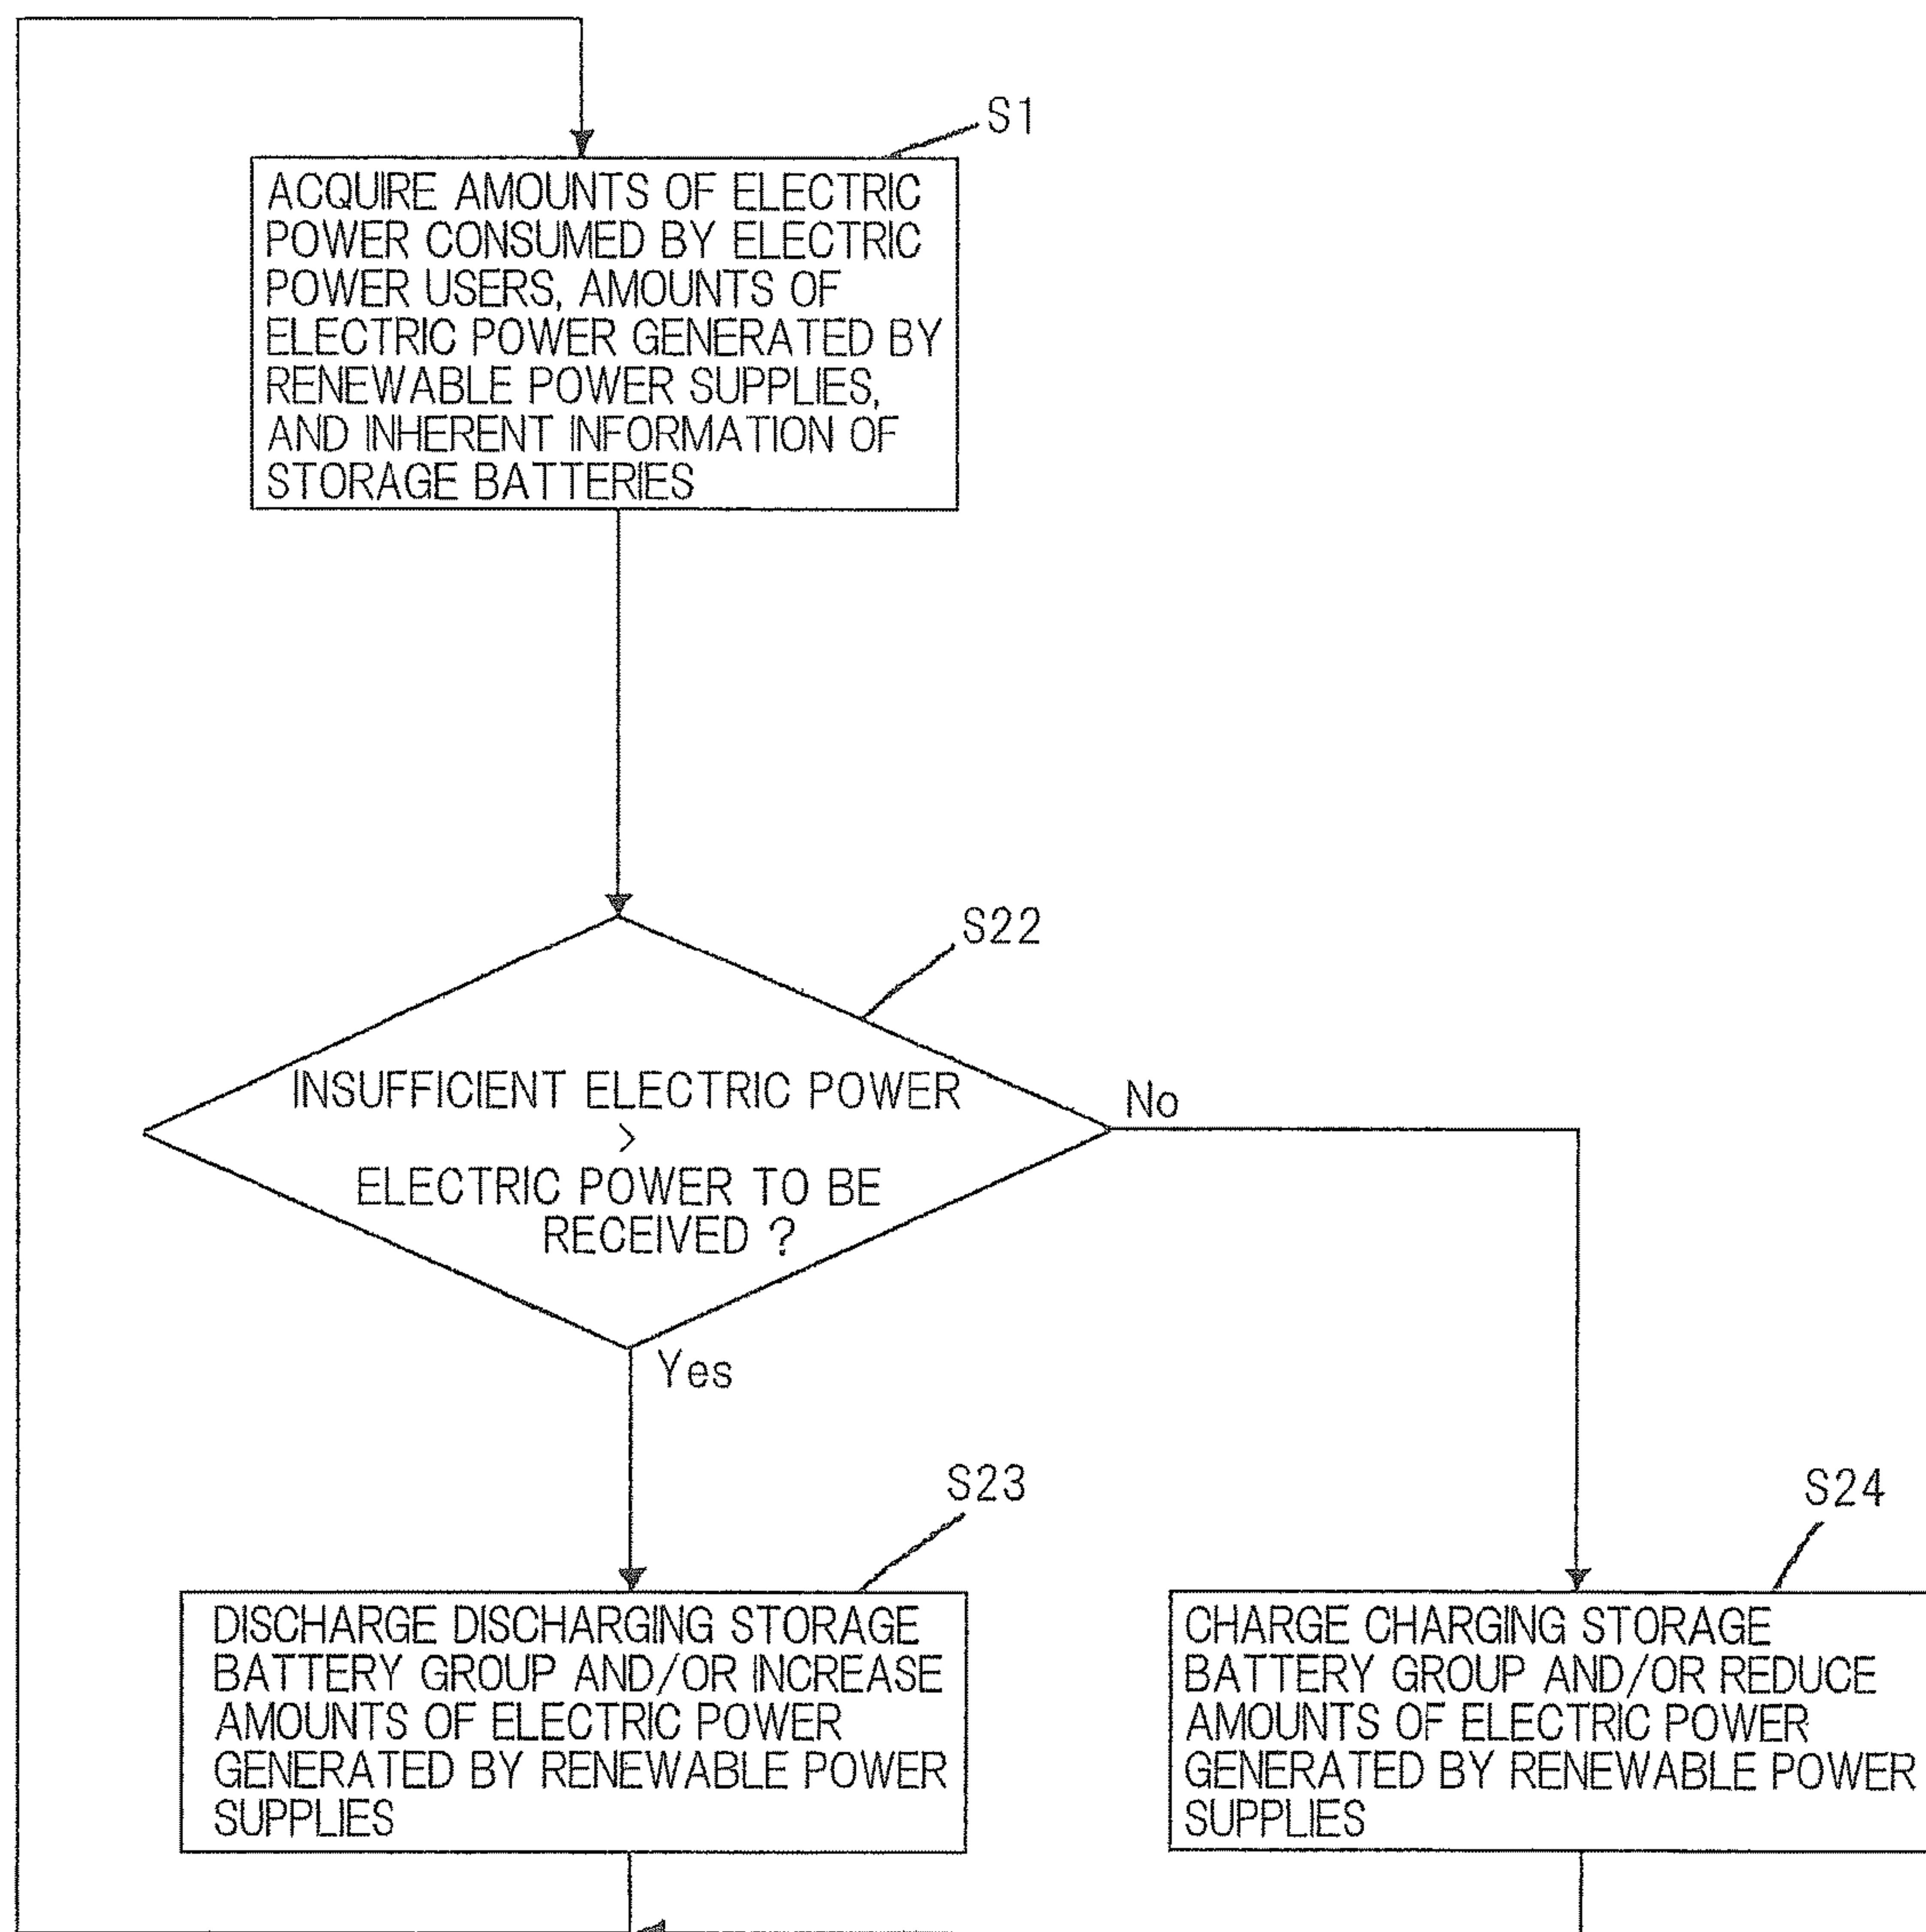 S1
ACQUIRE AMOUNTS OF ELECTRIC
POWER CONSUMED BY ELECTRIC
POWER USERS, AMOUNTS OF
ELECTRIC POWER GENERATED BY
RENEWABLE POWER SUPPLIES,
AND INHERENT INFORMATION OF
STORAGE BATTERIES
S22
INSUFFICIENT ELECTRIC POWER
>
ELECTRIC POWER TO BE
RECEIVED ?
No
Yes
S23
DISCHARGE DISCHARGING STORAGE
BATTERY GROUP AND/OR INCREASE
AMOUNTS OF ELECTRIC POWER
GENERATED BY RENEWABLE POWER
SUPPLIES
S24
CHARGE CHARGING STORAGE
BATTERY GROUP AND/OR REDUCE
AMOUNTS OF ELECTRIC POWER
GENERATED BY RENEWABLE POWER
SUPPLIES